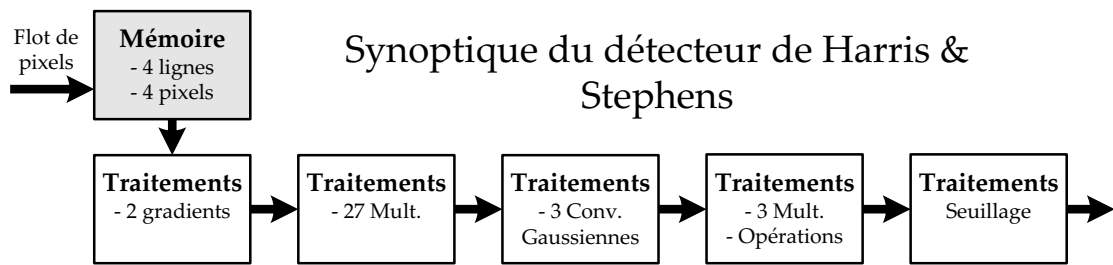 Flot de
pixels
Mémoire
- 4 lignes
- 4 pixels
Synoptique du détecteur de Harris &
Stephens
Traitements
- 2 gradients
Traitements
- 27 Mult.
Traitements
- 3 Conv.
Gaussiennes
Traitements
- 3 Mult.
- Opérations
Traitements
Seuillage